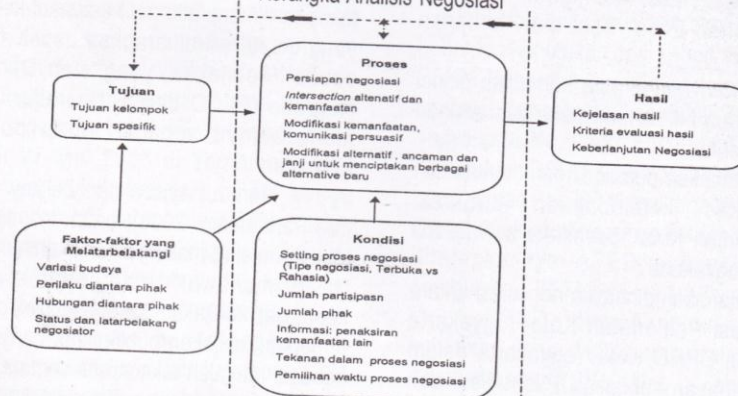 Analisis Negosiasi
Tujuan
Tujuan kelompok
Tujuan spesifik
Proses
Persiapan negosiasi
Intersection altenatif dan
kemanfaatan
Modifikasi kemanfaatan,
komunikasi persuasif
Modifikasi alternatif , ancaman dan
janji untuk menciptakan berbagai
alternative baru
Hasil
Kejelasan hasil
Kriteria evaluasi hasil
Keberlanjutan Negosiasi
Faktor-faktor yang
Melatarbelakangi
Variasi budaya
Perilaku diantara pihak
Hubungan diantara pihak
Status dan latarbelakang
negosiator
Kondisi
Setting proses negosiasi
(Tipe negosiasi, Terbuka vs
Rahasia)
Jumlah partisipasn
Jumlah pihak
Informasi: penaksiran
kemanfaatan lain
Tekanan dalam proses negosiasi
Pemilihan waktu proses negosiasi